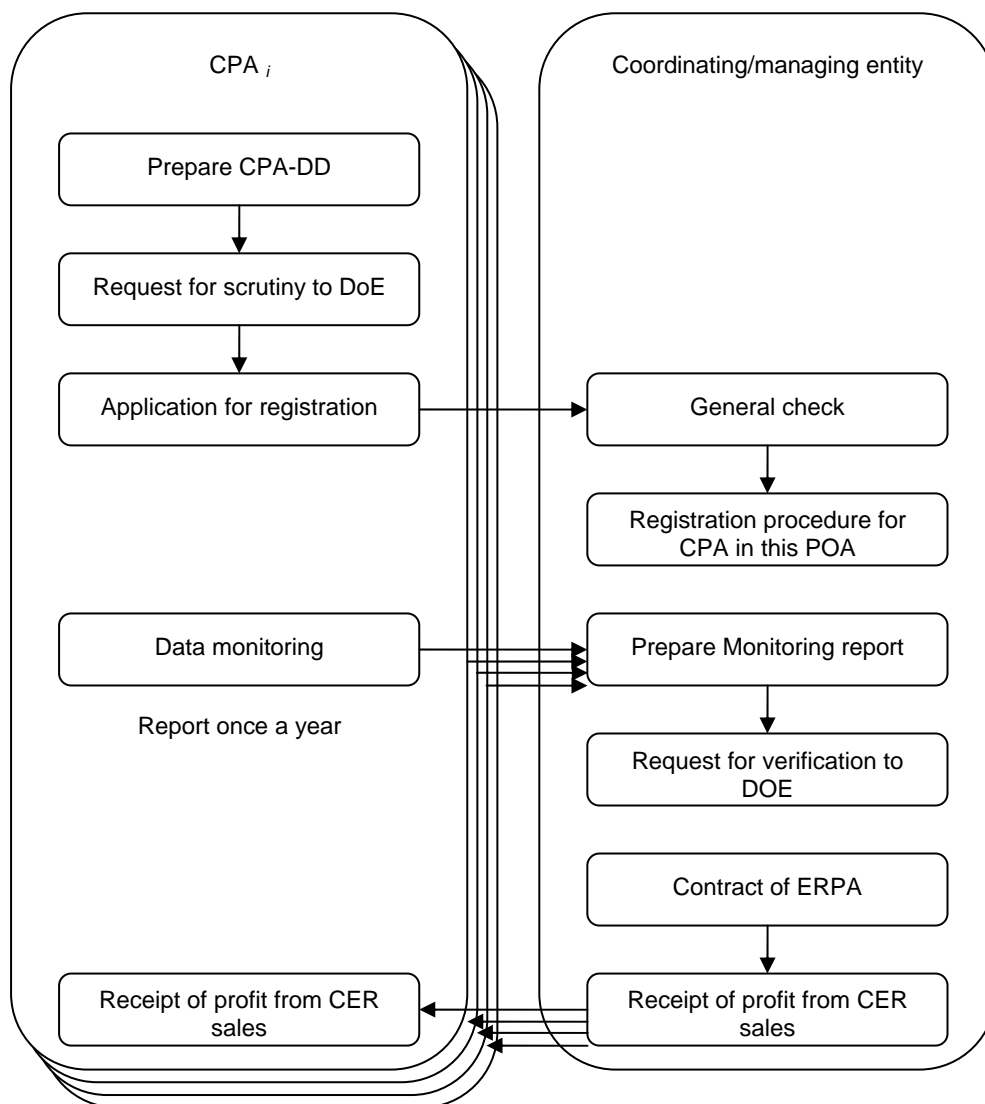 CPA i
Coordinating/managing entity
Prepare CPA-DD
Request for scrutiny to DoE
Application for registration
General check
Registration procedure for
CPA in this POA
Data monitoring
Prepare Monitoring report
Report once a year
Request for verification to
DOE
Contract of ERPA
Receipt of profit from CER
sales
Receipt of profit from CER
sales